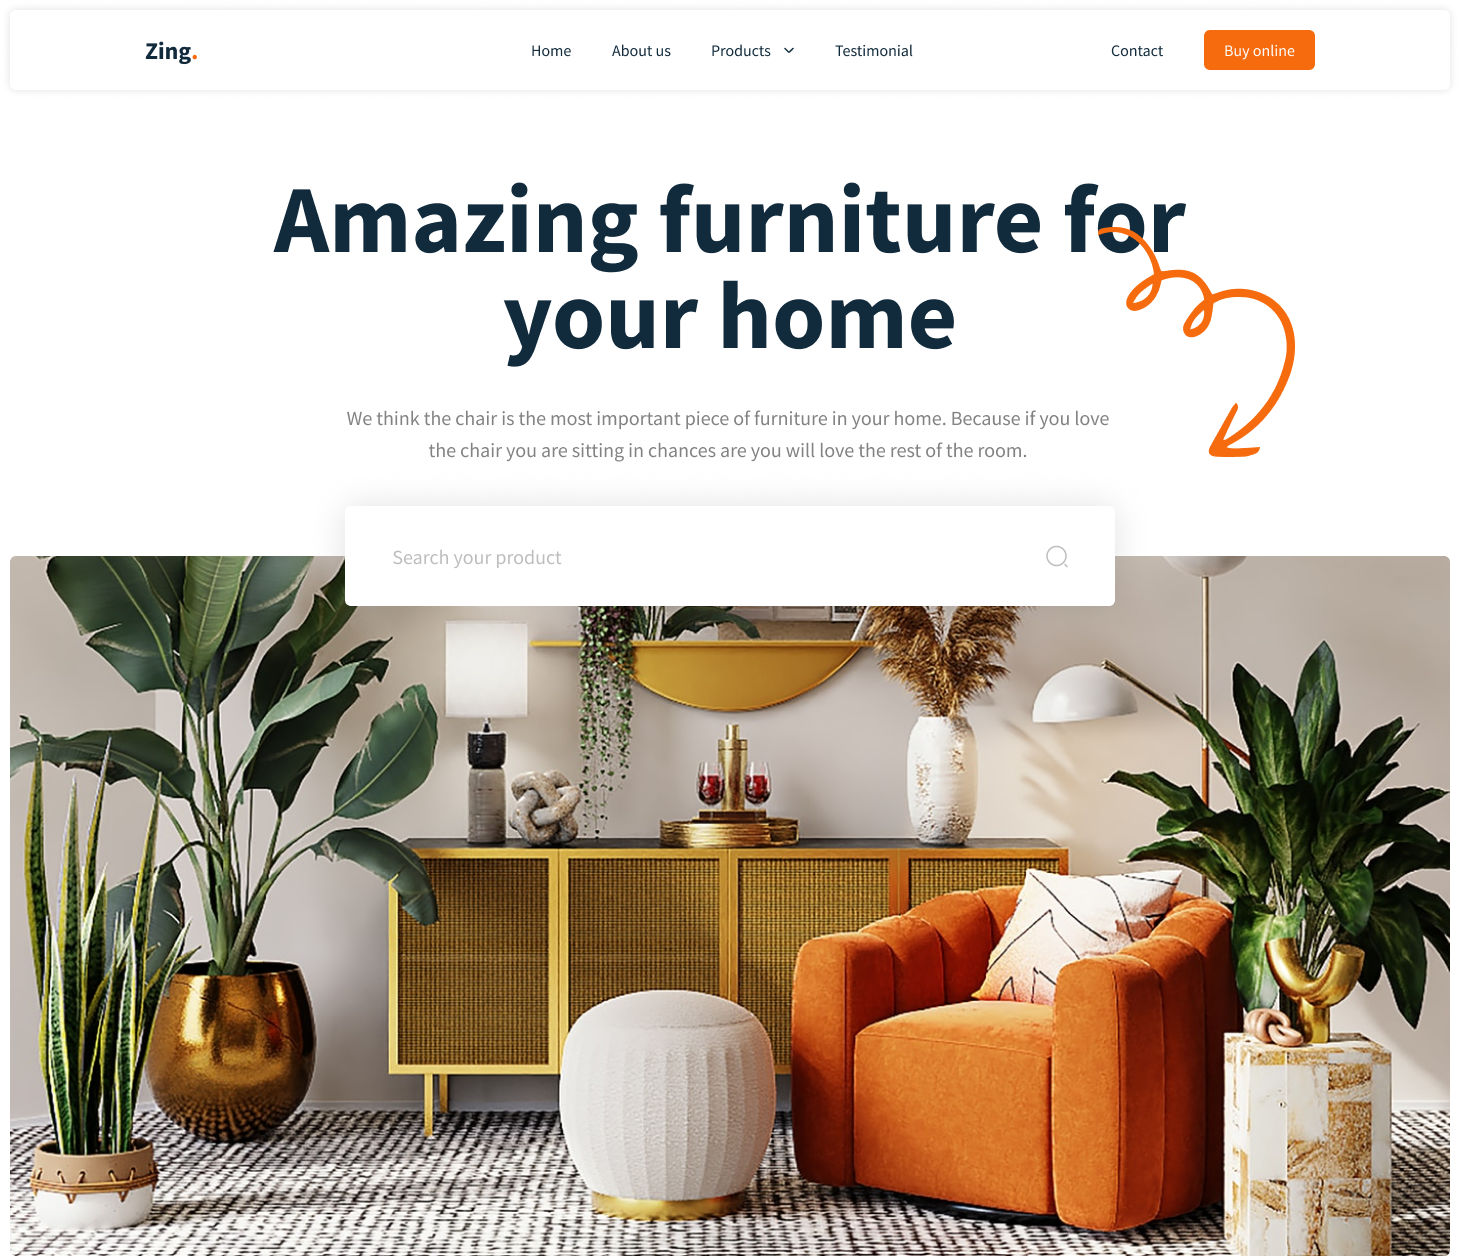 Zing.
Home About us Products Testimonial Contact Buy online
Amazing furniture for
your home
We think the chair is the most important piece of furniture in your home. Because if you love
the chair you are sitting in chances are you will love the rest of the room.
Search your product